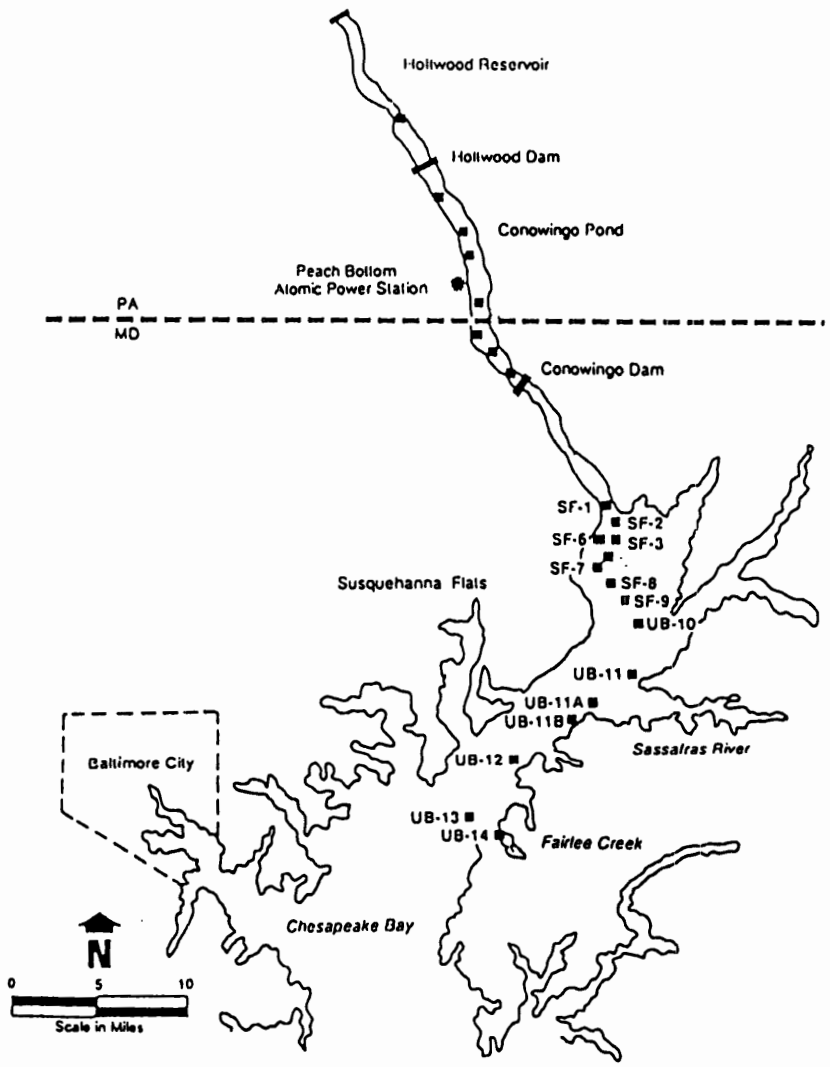 Holtwood Reservoir
Holtwood Dam
Conowingo Pond
Peach Bottom
Atomic Power Station
PA
MD
Conowingo Dam
SF-1
SF-2
SF-6
SF-3
SF-7
SF-8
Susquehanna Flats
SF-9
UB-10
UB-11
UB-11A
UB-11B
Sassafras River
Baltimore City
UB-12
UB-13
UB-14
Fairlee Creek
Chesapeake Bay
N
0 5 10
Scale in Miles